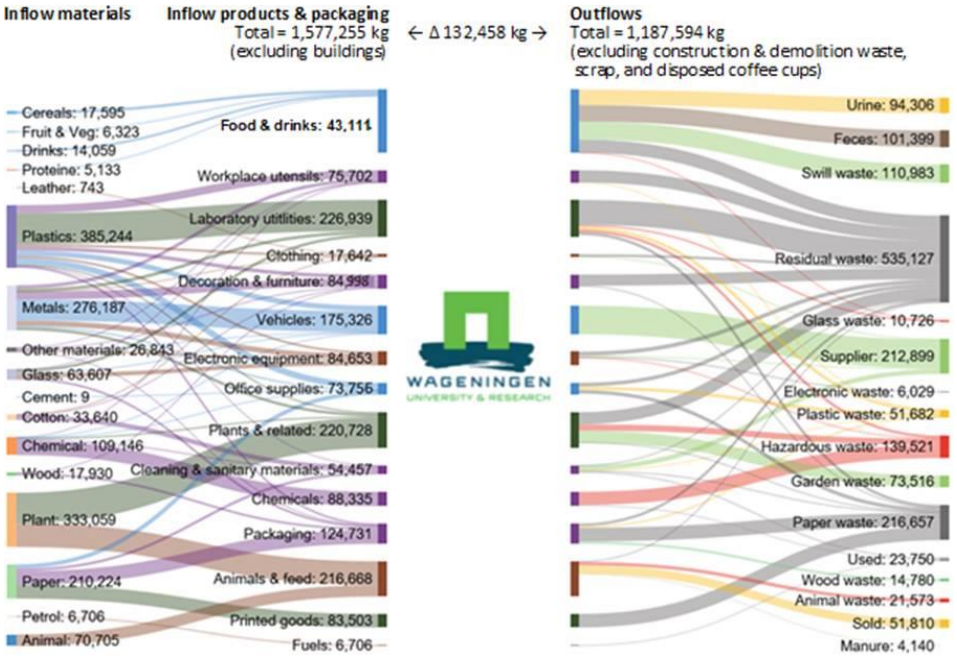 Inflow materials
Inflow products & packaging
Total = 1,577,255 kg
(excluding buildings)
← Δ 132,458 kg →
Outflows
Total = 1,187,594 kg
(excluding construction & demolition waste,
scrap, and disposed coffee cups)
Cereals: 17,595
Fruit & Veg: 6,323
Drinks: 14,059
Proteine: 5,133
Leather: 743
Plastics: 385,244
Metals: 276,187
Other materials: 26,843
Glass: 63,607
Cement: 9
Cotton: 33,640
Chemical: 109,146
Wood: 17,930
Plant: 333,059
Paper: 210,224
Petrol: 6,706
Animal: 70,705
Food & drinks: 43,111
Workplace utensils: 75,702
Laboratory utilities: 226,939
Clothing: 17,642
Decoration & furniture: 84,998
Vehicles: 175,326
Electronic equipment: 84,653
Office supplies: 73,756
Plants & related: 220,728
Cleaning & sanitary materials: 54,457
Chemicals: 88,335
Packaging: 124,731
Animals & feed: 216,668
Printed goods: 83,503
Fuels: 6,706
WAGENINGEN
UNIVERSITY & RESEARCH
Urine: 94,306
Feces: 101,399
Swill waste: 110,983
Residual waste: 535,127
Glass waste: 10,726
Supplier: 212,899
Electronic waste: 6,029
Plastic waste: 51,682
Hazardous waste: 139,521
Garden waste: 73,516
Paper waste: 216,657
Used: 23,750
Wood waste: 14,780
Animal waste: 21,573
Sold: 51,810
Manure: 4,140